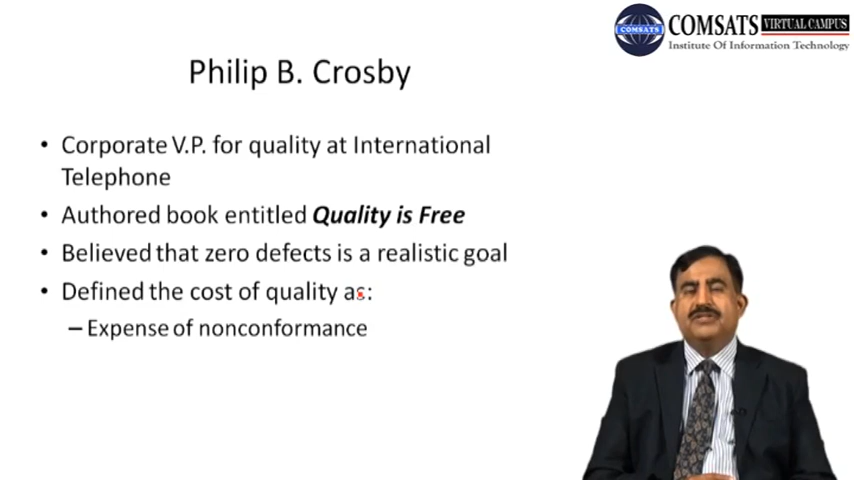 COMSATS VIRTUAL CAMPUS
COMSATS
Institute Of Information Technology
Philip B. Crosby
• Corporate V.P. for quality at International
Telephone
• Authored book entitled Quality is Free
• Believed that zero defects is a realistic goal
• Defined the cost of quality as:
– Expense of nonconformance